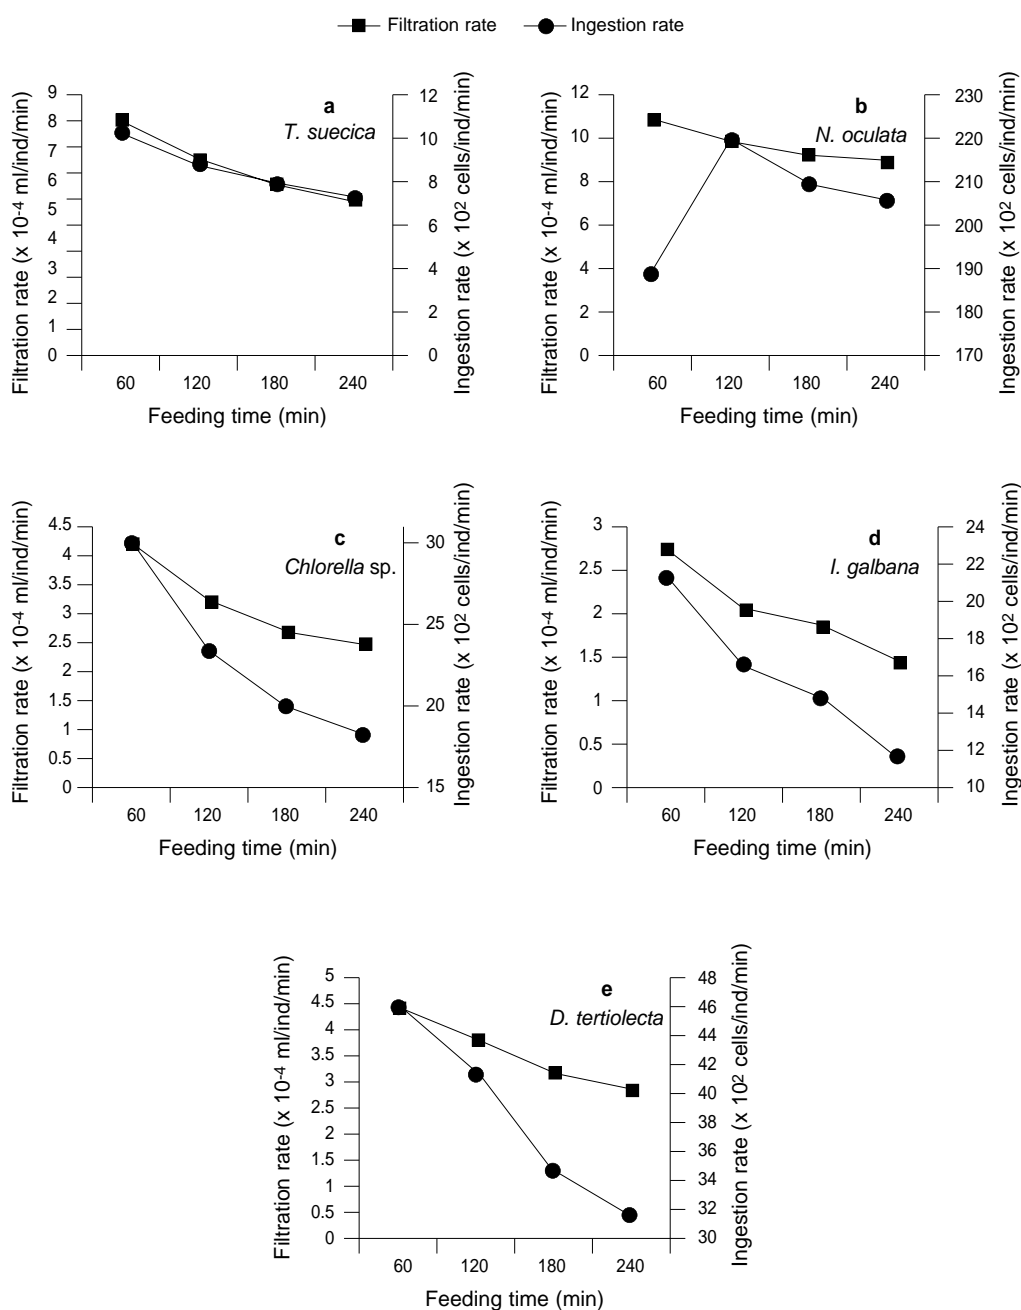 Filtration rate Ingestion rate
a
T. suecica
Filtration rate (x 10-4 ml/ind/min)
9
8
7
6
5
4
3
2
1
0
Ingestion rate (x 102 cells/ind/min)
12
10
8
6
4
2
0
60 120 180 240
Feeding time (min)
b
N. oculata
Filtration rate (x 10-4 ml/ind/min)
12
10
8
6
4
2
0
Ingestion rate (x 102 cells/ind/min)
230
220
210
200
190
180
170
60 120 180 240
Feeding time (min)
c
Chlorella sp.
Filtration rate (x 10-4 ml/ind/min)
4.5
4
3.5
3
2.5
2
1.5
1
0.5
0
Ingestion rate (x 102 cells/ind/min)
30
25
20
15
60 120 180 240
Feeding time (min)
d
I. galbana
Filtration rate (x 10-4 ml/ind/min)
3
2.5
2
1.5
1
0.5
0
Ingestion rate (x 102 cells/ind/min)
24
22
20
18
16
14
12
10
60 120 180 240
Feeding time (min)
e
D. tertiolecta
Filtration rate (x 10-4 ml/ind/min)
5
4.5
4
3.5
3
2.5
2
1.5
1
0.5
0
Ingestion rate (x 102 cells/ind/min)
48
46
44
42
40
38
36
34
32
30
60 120 180 240
Feeding time (min)